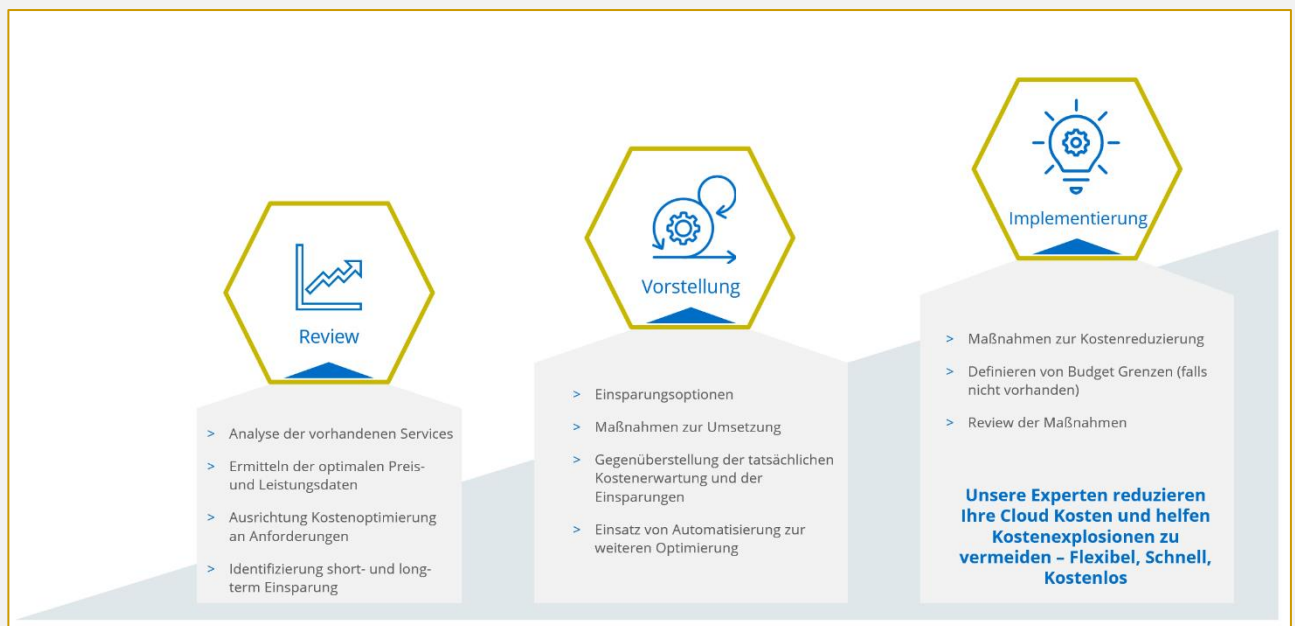 Review
> Analyse der vorhandenen Services
> Ermitteln der optimalen Preis-
und Leistungsdaten
> Ausrichtung Kostenoptimierung
an Anforderungen
> Identifizierung short- und long-
term Einsparung
Vorstellung
> Einsparungsoptionen
> Maßnahmen zur Umsetzung
> Gegenüberstellung der tatsächlichen
Kostenerwartung und der
Einsparungen
> Einsatz von Automatisierung zur
weiteren Optimierung
Implementierung
> Maßnahmen zur Kostenreduzierung
> Definieren von Budget Grenzen (falls
nicht vorhanden)
> Review der Maßnahmen
Unsere Experten reduzieren
Ihre Cloud Kosten und helfen
Kostenexplosionen zu
vermeiden – Flexibel, Schnell,
Kostenlos